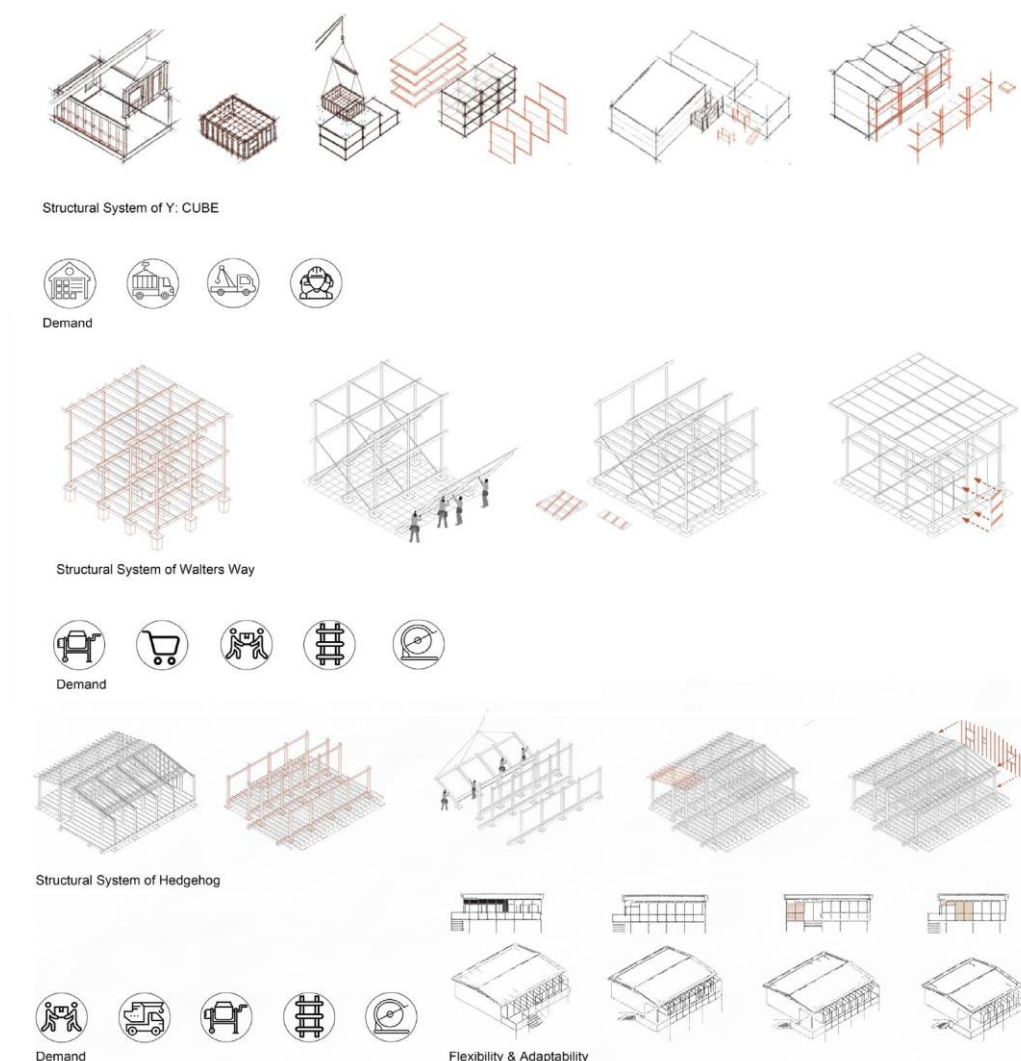 Structural System of Y: CUBE
Demand
Structural System of Walters Way
Demand
Structural System of Hedgehog
Demand
Flexibility & Adaptability